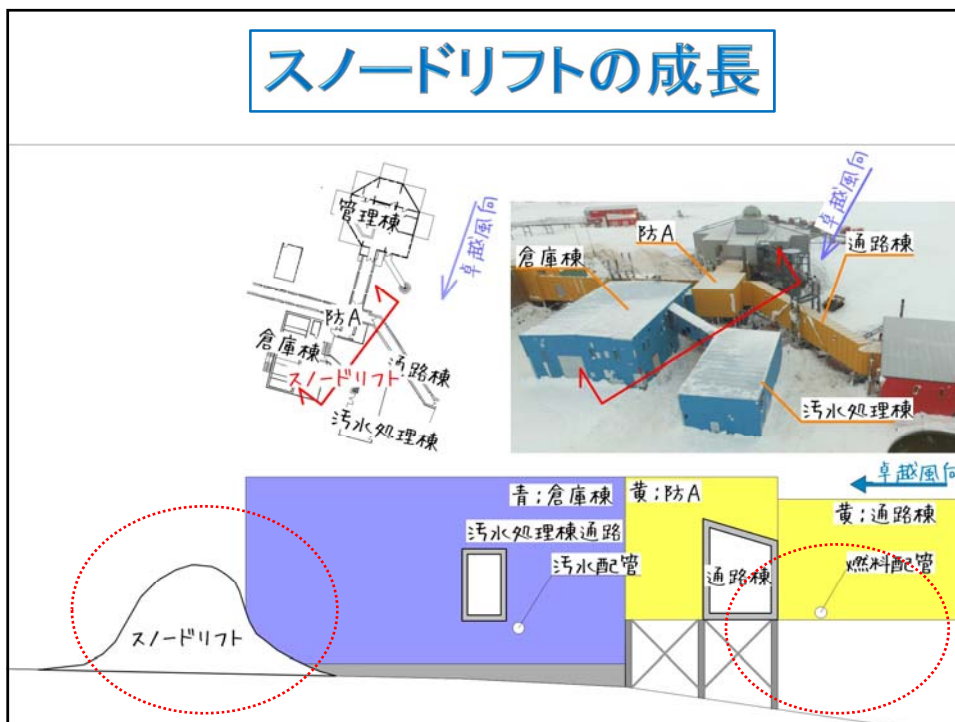 スノードリフトの成長
管理棟
卓越風向
防A
倉庫棟
通路棟
スノードリフト
汚水処理棟
卓越風向
防A
通路棟
倉庫棟
汚水処理棟
卓越風向
青;倉庫棟
黄;防A
黄;通路棟
汚水処理棟通路
汚水配管
通路棟
燃料配管
スノードリフト